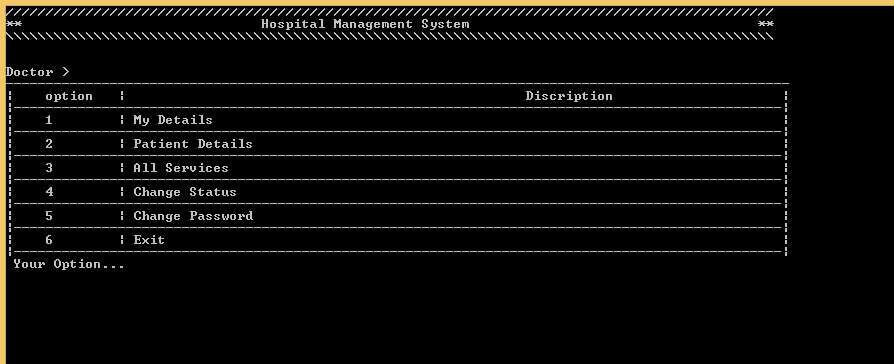 ** Hospital Management System **
Doctor >
option | Discription
1 | My Details
2 | Patient Details
3 | All Services
4 | Change Status
5 | Change Password
6 | Exit
Your Option...